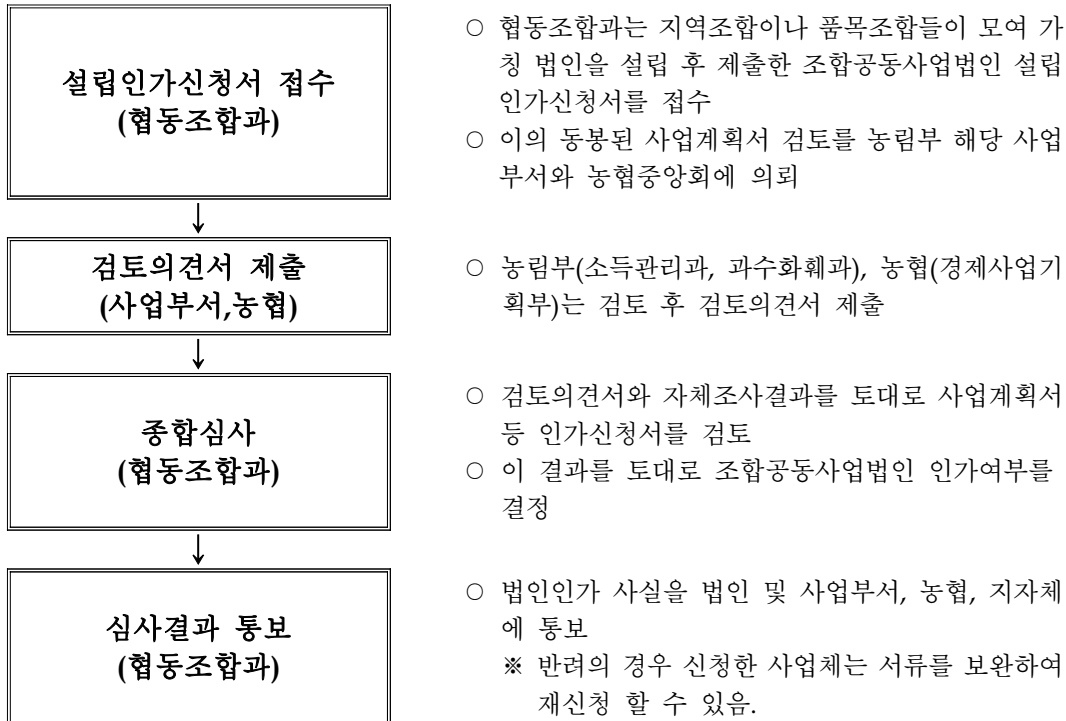 설립인가신청서 접수
(협동조합과)
○ 협동조합과는 지역조합이나 품목조합들이 모여 가
칭 법인을 설립 후 제출한 조합공동사업법인 설립
인가신청서를 접수
○ 이의 동봉된 사업계획서 검토를 농림부 해당 사업
부서와 농협중앙회에 의뢰
↓
검토의견서 제출
(사업부서,농협)
○ 농림부(소득관리과, 과수화훼과), 농협(경제사업기
획부)는 검토 후 검토의견서 제출
↓
종합심사
(협동조합과)
○ 검토의견서와 자체조사결과를 토대로 사업계획서
등 인가신청서를 검토
○ 이 결과를 토대로 조합공동사업법인 인가여부를
결정
↓
심사결과 통보
(협동조합과)
○ 법인인가 사실을 법인 및 사업부서, 농협, 지자체
에 통보
※ 반려의 경우 신청한 사업체는 서류를 보완하여
재신청 할 수 있음.